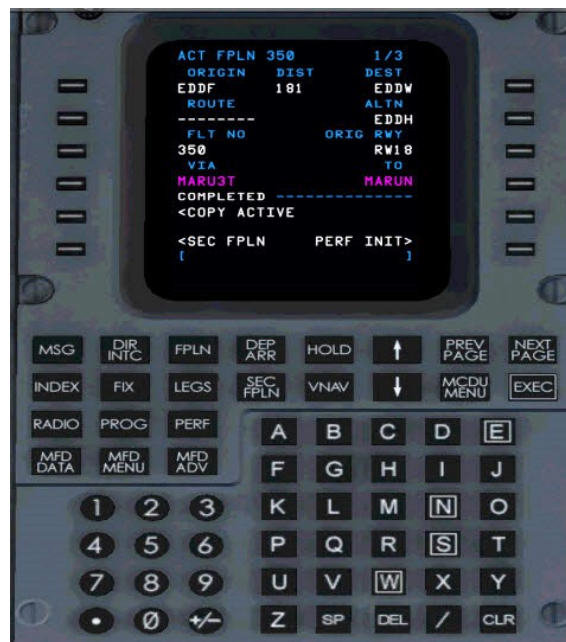 ACT FPLN 350 1/3
ORIGIN DIST DEST
EDDF 181 EDDW
ROUTE ALTN
-------- EDDH
FLT NO ORIG RWY
350 RW18
VIA TO
MARU3T MARUN
COMPLETED --------------
<COPY ACTIVE
<SEC FPLN PERF INIT>
[ ]
MSG DIR INTC FPLN DEP ARR HOLD ↑ PREV PAGE NEXT PAGE
INDEX FIX LEGS SEC FPLN VNAV ↓ MCDU MENU EXEC
RADIO PROG PERF
MFD DATA MFD MENU MFD ADV
A B C D E
F G H I J
1 2 3 K L M N O
4 5 6 P Q R S T
7 8 9 U V W X Y
• 0 +/- Z SP DEL / CLR